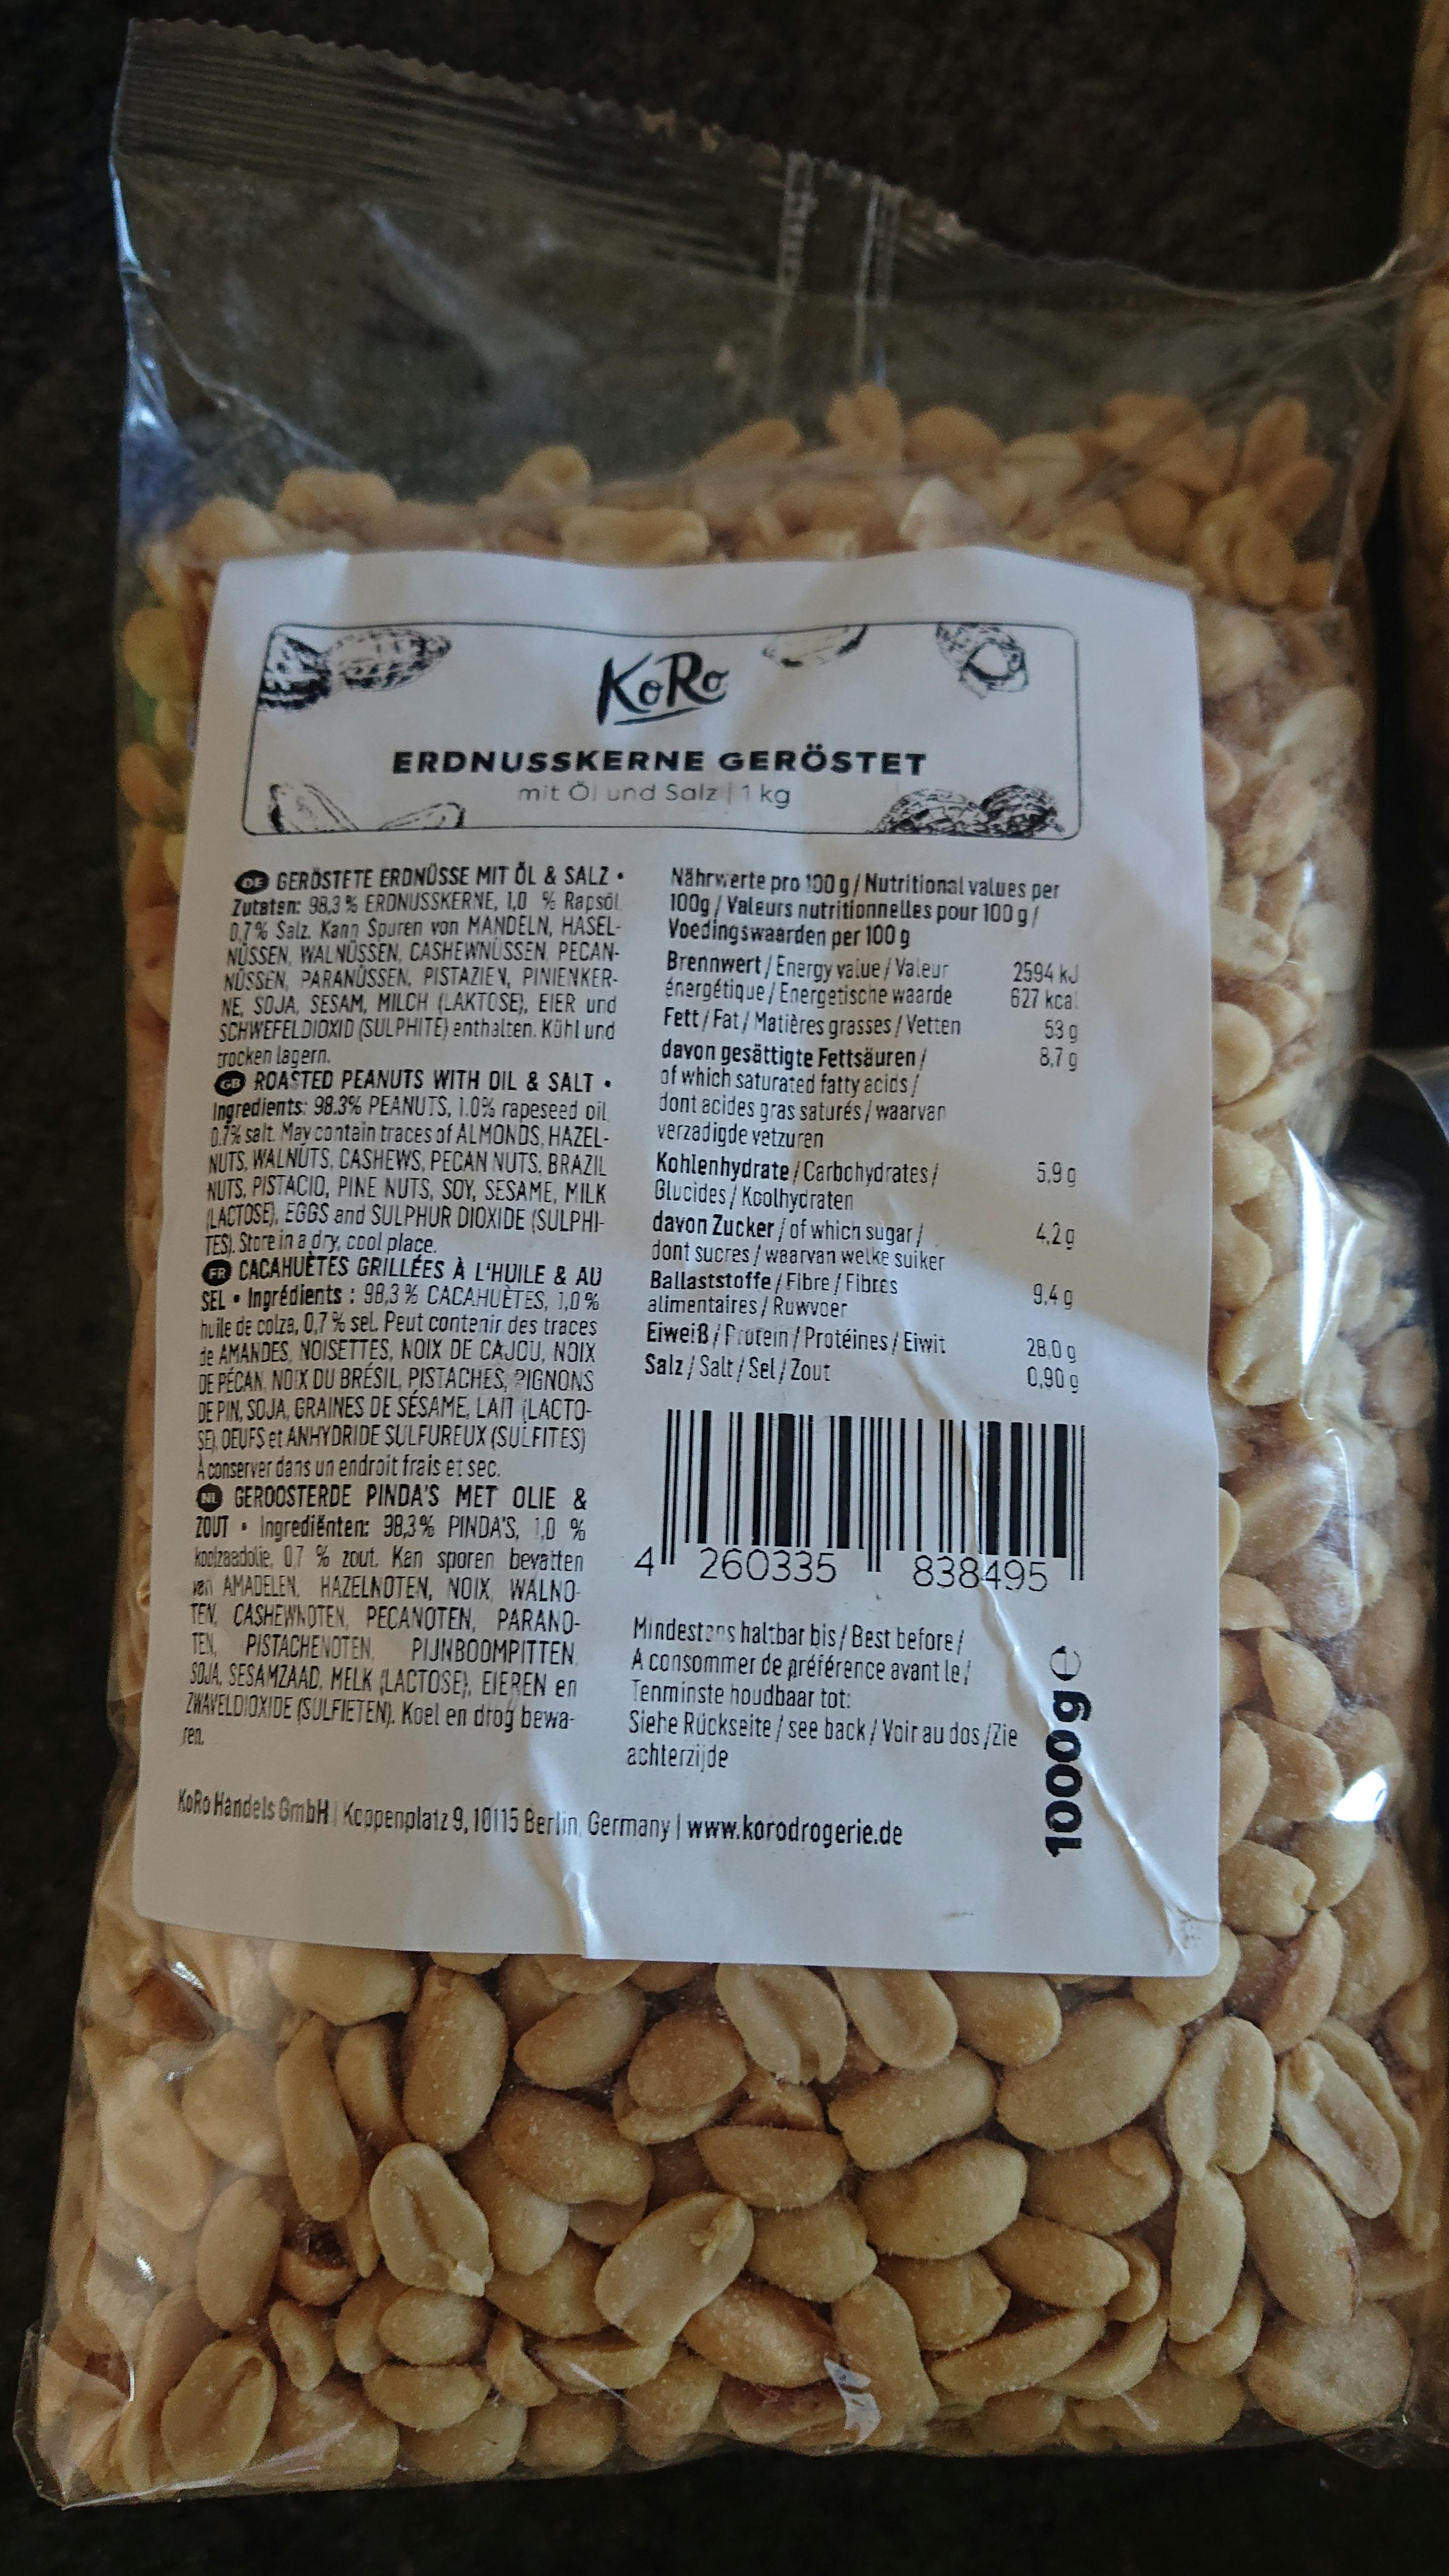 KoRo
ERDNUSSKERNE GERÖSTET
mit Öl und Salz | 1 kg
DE GERÖSTETE ERDNÜSSE MIT ÖL & SALZ •
Zutaten: 98,3 % ERDNUSSKERNE, 1,0 % Rapsöl,
0,7% Salz. Kann Spuren von MANDELN, HASEL-
NÜSSEN, WALNÜSSEN, CASHEWNÜSSEN, PECAN-
NÜSSEN, PARANÜSSEN, PISTAZIEN, PINIENKER-
NE, SOJA, SESAM, MILCH (LAKTOSE), EIER und
SCHWEFELDIOXID (SULPHITE) enthalten. Kühl und
trocken lagern.
GB ROASTED PEANUTS WITH OIL & SALT •
Ingredients: 98.3% PEANUTS, 1.0% rapeseed oil,
0.7% salt. May contain traces of ALMONDS, HAZEL-
NUTS, WALNUTS, CASHEWS, PECAN NUTS, BRAZIL
NUTS, PISTACIO, PINE NUTS, SOY, SESAME, MILK
(LACTOSE), EGGS and SULPHUR DIOXIDE (SULPHI-
TES). Store in a dry, cool place.
FR CACAHUÈTES GRILLÉES À L'HUILE & AU
SEL • Ingrédients : 98,3 % CACAHUÈTES, 1,0 %
huile de colza, 0,7 % sel. Peut contenir des traces
de AMANDES, NOISETTES, NOIX DE CAJOU, NOIX
DE PÉCAN, NOIX DU BRÉSIL, PISTACHES, PIGNONS
DE PIN, SOJA, GRAINES DE SÉSAME, LAIT (LACTO-
SE), OEUFS et ANHYDRIDE SULFUREUX (SULFITES)
À conserver dans un endroit frais et sec.
NL GEROOSTERDE PINDA'S MET OLIE &
ZOUT • Ingrediënten: 98,3% PINDA'S, 1,0 %
koolzaadolie, 0,7 % zout. Kan sporen bevatten
van AMADELEN, HAZELNOTEN, NOIX, WALNO-
TEN, CASHEWNOTEN, PECANOTEN, PARANO-
TEN, PISTACHENOTEN, PIJNBOOMPITTEN,
SOJA, SESAMZAAD, MELK (LACTOSE), EIEREN en
ZWAVELDIOXIDE (SULFIETEN). Koel en drog bewa-
ren.
Nährwerte pro 100 g / Nutritional values per
100g / Valeurs nutritionnelles pour 100 g /
Voedingswaarden per 100 g
Brennwert / Energy value / Valeur 2594 kJ
énergétique / Energetische waarde 627 kcal
Fett / Fat / Matières grasses / Vetten 53 g
davon gesättigte Fettsäuren / 8,7 g
of which saturated fatty acids /
dont acides gras saturés / waarvan
verzadigde vetzuren
Kohlenhydrate / Carbohydrates / 5,9 g
Glucides / Koolhydraten
davon Zucker / of which sugar / 4,2 g
dont sucres / waarvan welke suiker
Ballaststoffe / Fibre / Fibres 9,4 g
alimentaires / Ruwvoer
Eiweiß / Protein / Protéines / Eiwit 28,0 g
Salz / Salt / Sel / Zout 0,90 g
4 260335 838495
Mindestens haltbar bis / Best before /
A consommer de préférence avant le /
Tenminste houdbaar tot:
Siehe Rückseite / see back / Voir au dos /Zie
achterzijde
1000g e
KoRo Handels GmbH | Koppenplatz 9, 10115 Berlin, Germany | www.korodrogerie.de